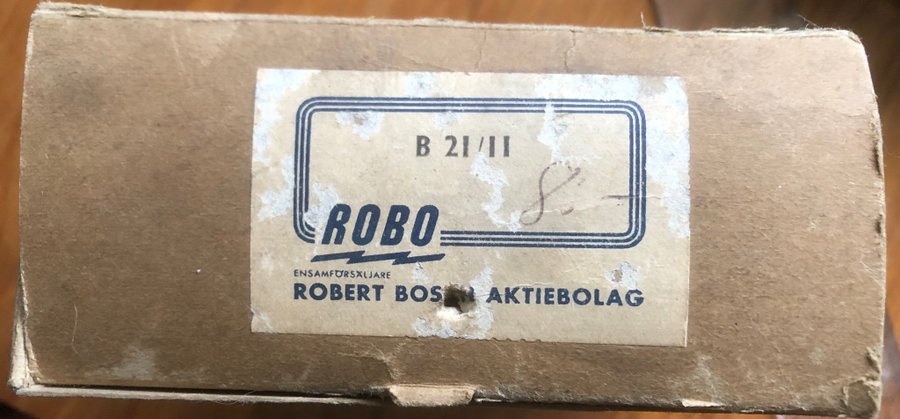 B 21/11
8:-
ROBO
ENSAMFÖRSÄLJARE
ROBERT BOSCH AKTIEBOLAG